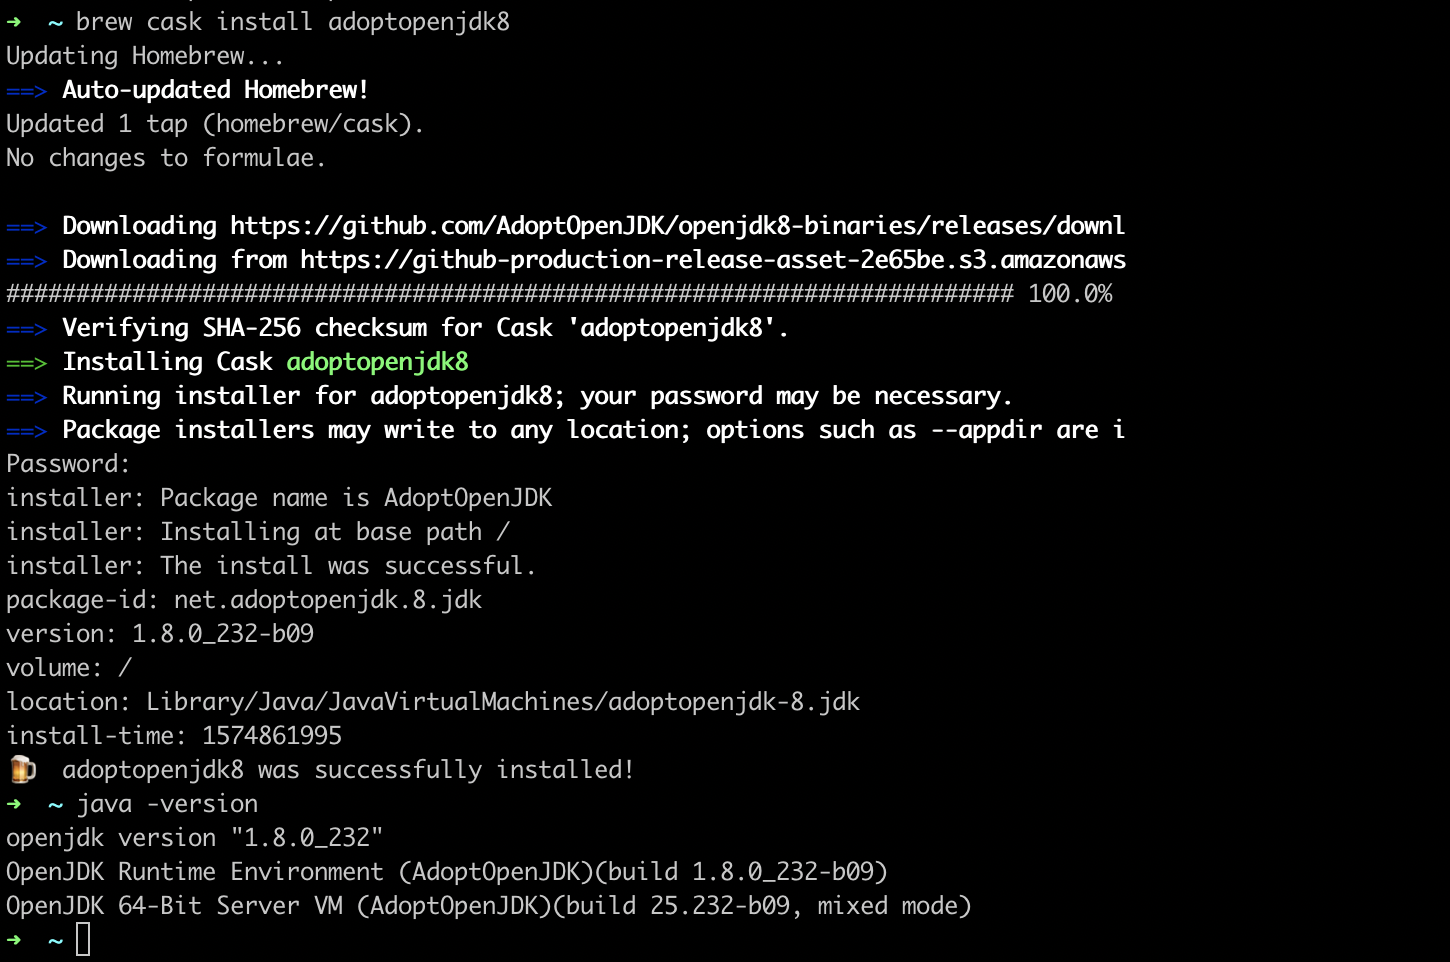 ➜  ~ brew cask install adoptopenjdk8
Updating Homebrew...
==> Auto-updated Homebrew!
Updated 1 tap (homebrew/cask).
No changes to formulae.
==> Downloading https://github.com/AdoptOpenJDK/openjdk8-binaries/releases/downl
==> Downloading from https://github-production-release-asset-2e65be.s3.amazonaws
######################################################################## 100.0%
==> Verifying SHA-256 checksum for Cask 'adoptopenjdk8'.
==> Installing Cask adoptopenjdk8
==> Running installer for adoptopenjdk8; your password may be necessary.
==> Package installers may write to any location; options such as --appdir are i
Password:
installer: Package name is AdoptOpenJDK
installer: Installing at base path /
installer: The install was successful.
package-id: net.adoptopenjdk.8.jdk
version: 1.8.0_232-b09
volume: /
location: Library/Java/JavaVirtualMachines/adoptopenjdk-8.jdk
install-time: 1574861995
🍺  adoptopenjdk8 was successfully installed!
➜  ~ java -version
openjdk version "1.8.0_232"
OpenJDK Runtime Environment (AdoptOpenJDK)(build 1.8.0_232-b09)
OpenJDK 64-Bit Server VM (AdoptOpenJDK)(build 25.232-b09, mixed mode)
➜  ~